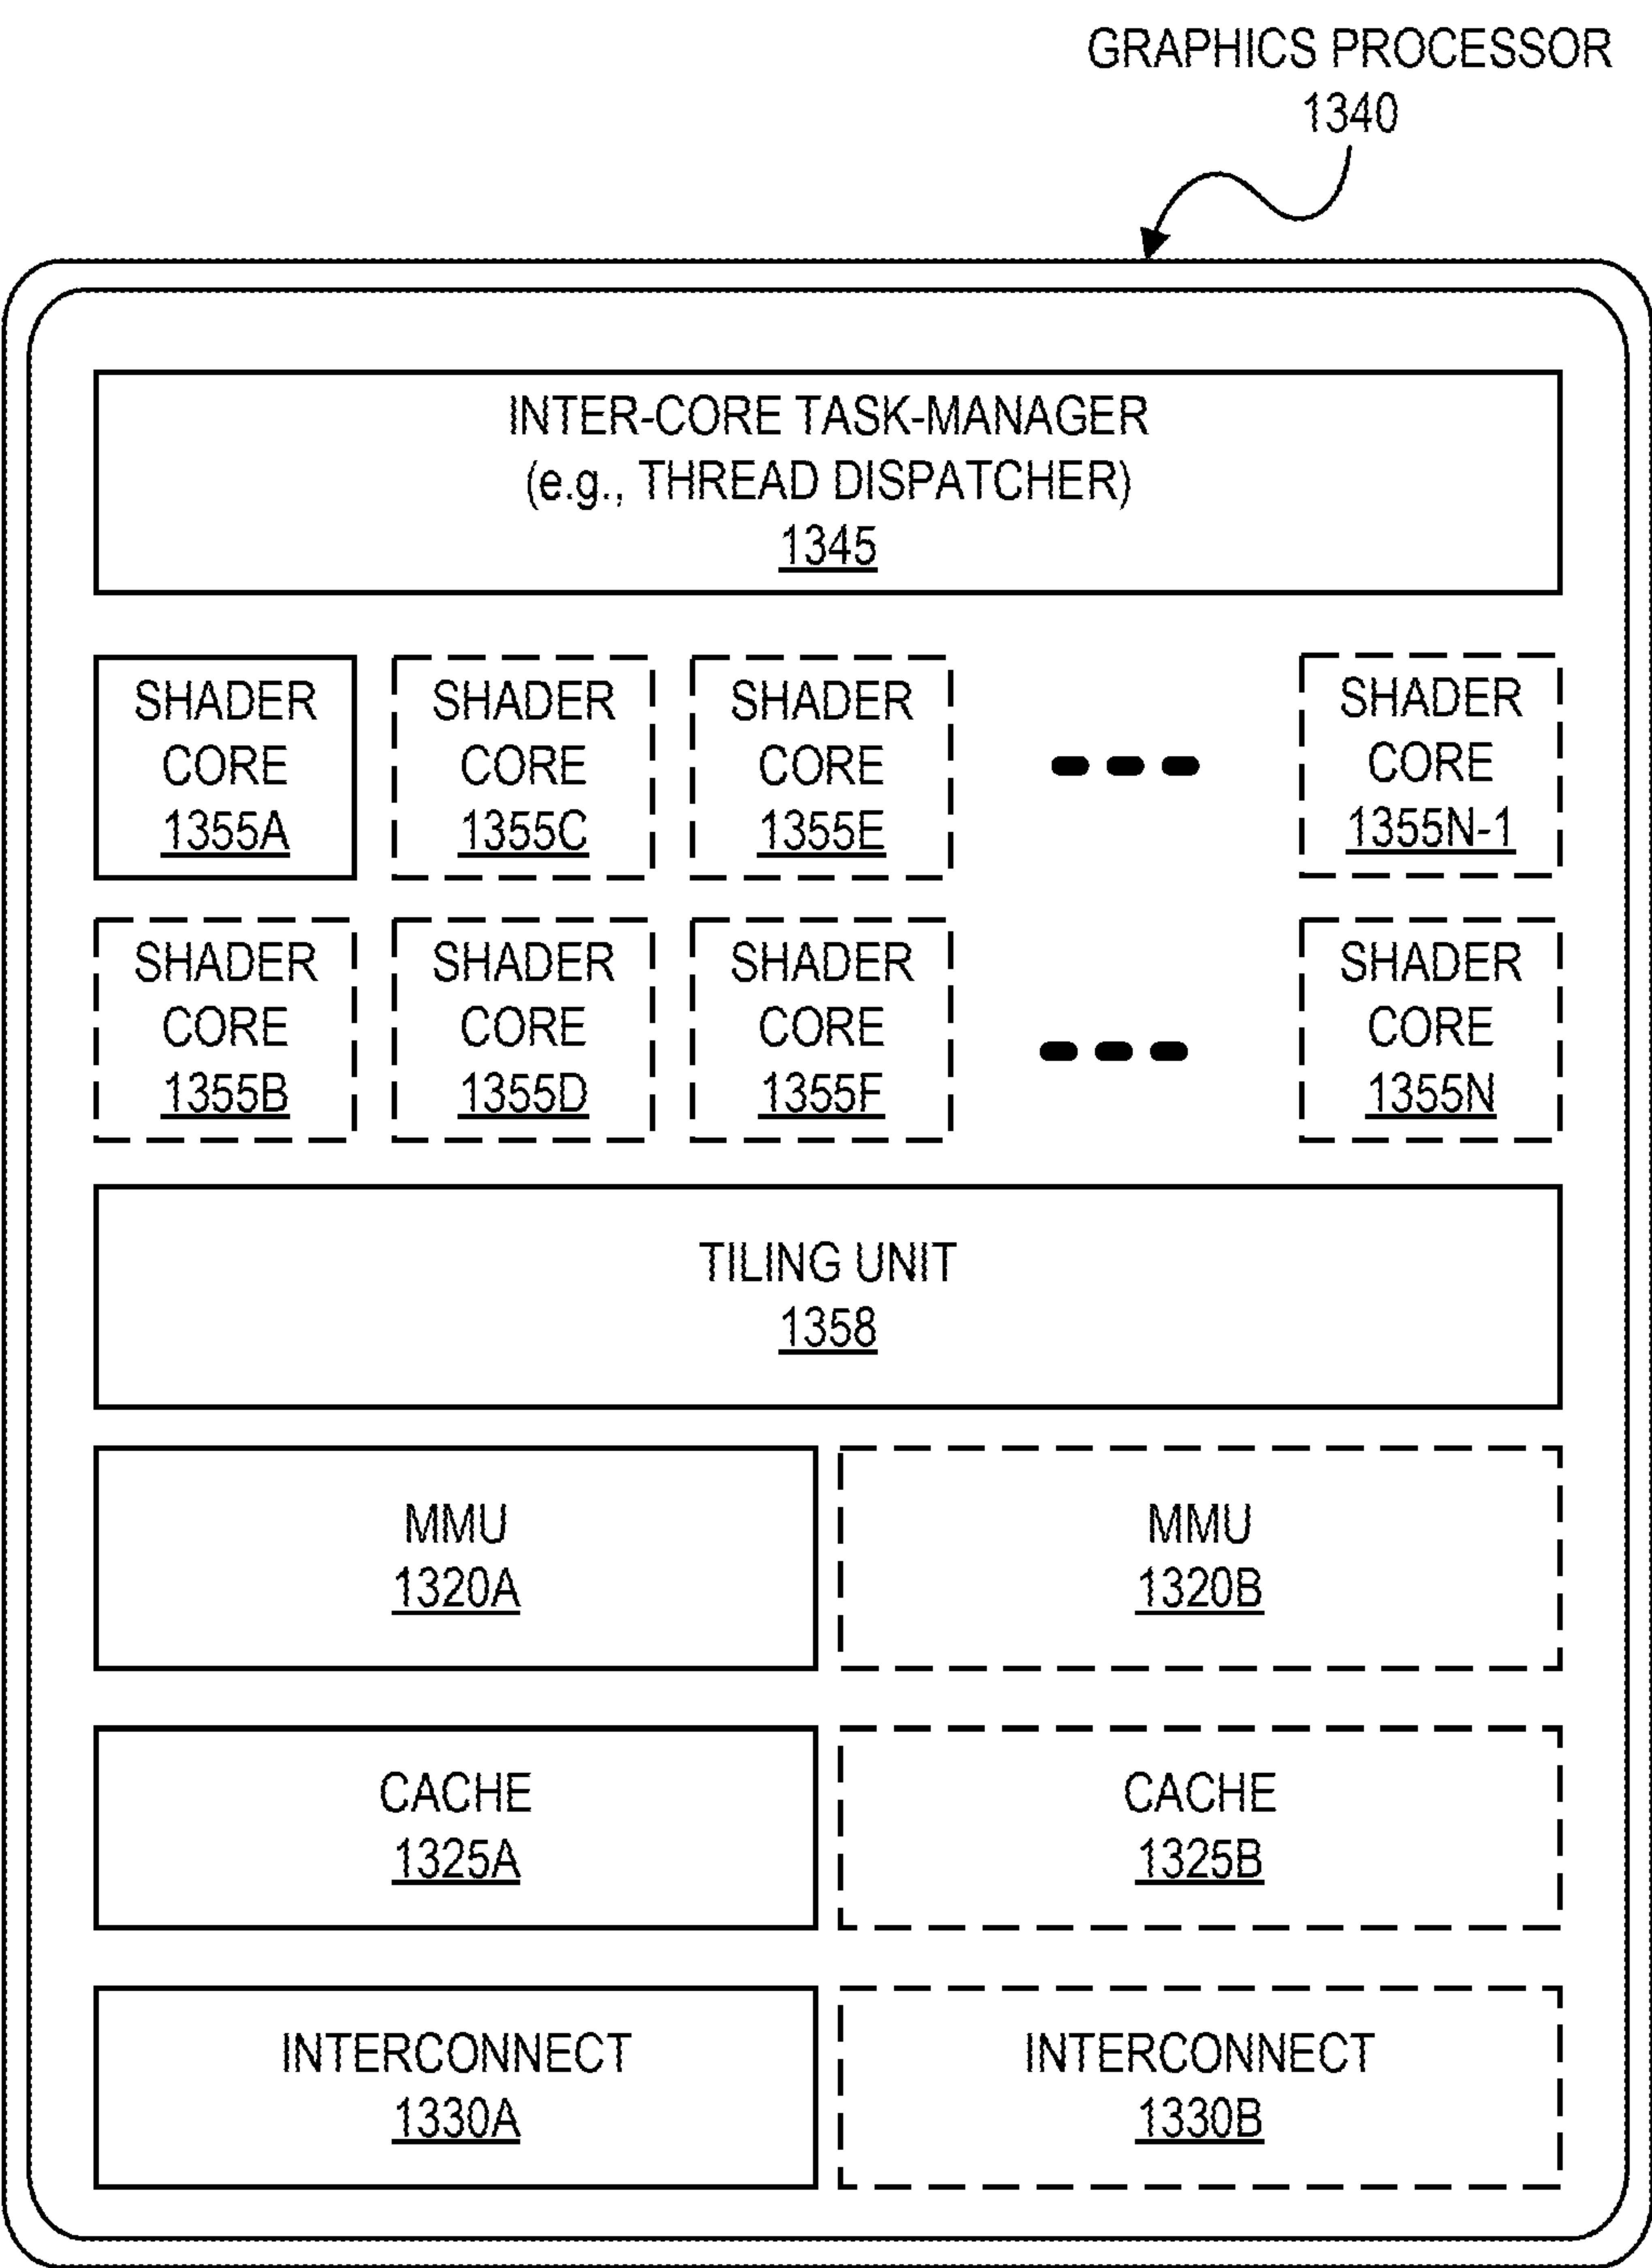 GRAPHICS PROCESSOR
1340
INTER-CORE TASK-MANAGER
(e.g., THREAD DISPATCHER)
1345
SHADER
CORE
1355A
SHADER
CORE
1355C
SHADER
CORE
1355E
SHADER
CORE
1355N-1
SHADER
CORE
1355B
SHADER
CORE
1355D
SHADER
CORE
1355F
SHADER
CORE
1355N
TILING UNIT
1358
MMU
1320A
MMU
1320B
CACHE
1325A
CACHE
1325B
INTERCONNECT
1330A
INTERCONNECT
1330B